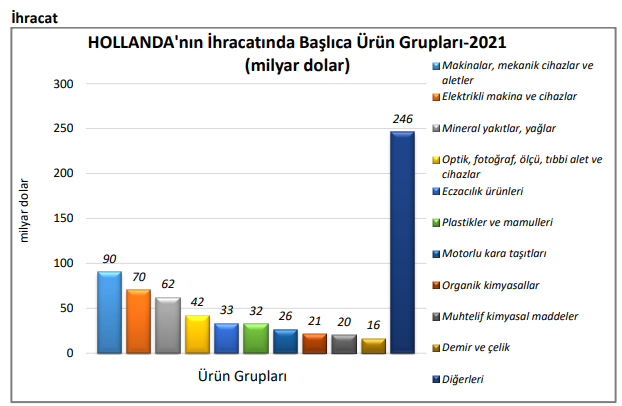 İhracat
HOLLANDA'nın İhracatında Başlıca Ürün Grupları-2021
(milyar dolar)
milyar dolar
300
250
200
150
100
50
0
90
70
62
42
33
32
26
21
20
16
246
Ürün Grupları
Makinalar, mekanik cihazlar ve
aletler
Elektrikli makina ve cihazlar
Mineral yakıtlar, yağlar
Optik, fotoğraf, ölçü, tıbbi alet ve
cihazlar
Eczacılık ürünleri
Plastikler ve mamulleri
Motorlu kara taşıtları
Organik kimyasallar
Muhtelif kimyasal maddeler
Demir ve çelik
Diğerleri